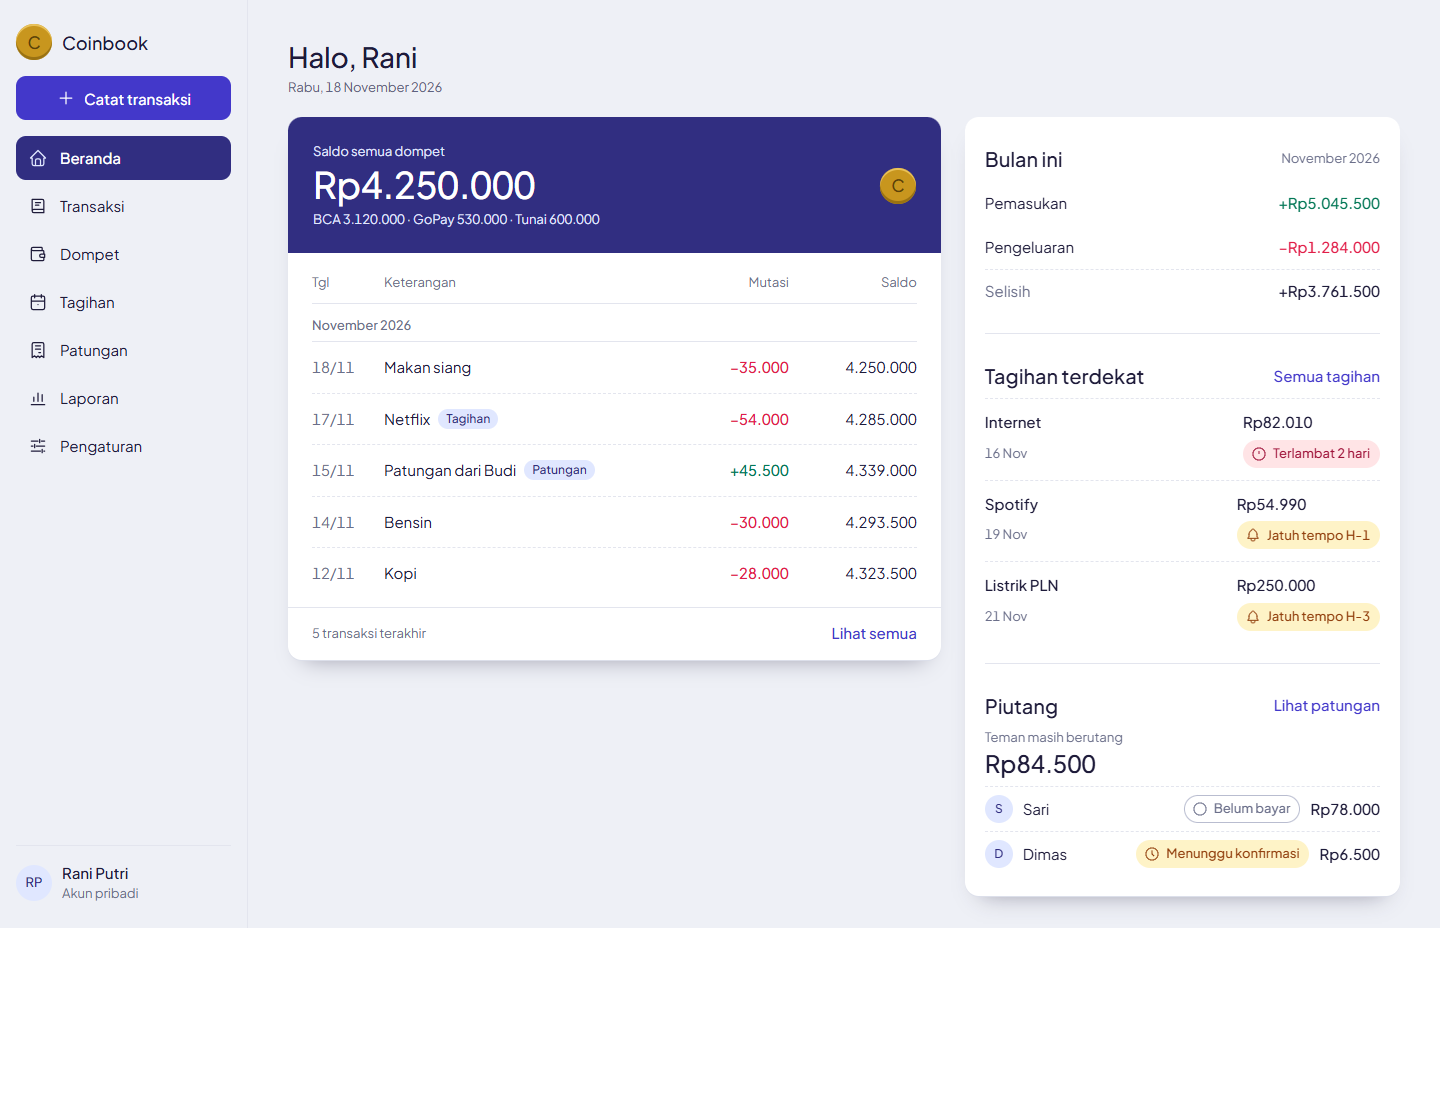 C Coinbook
Catat transaksi
Beranda
Transaksi
Dompet
Tagihan
Patungan
Laporan
Pengaturan
RP Rani Putri
Akun pribadi
Halo, Rani
Rabu, 18 November 2026
Saldo semua dompet
Rp4.250.000
C
BCA 3.120.000 · GoPay 530.000 · Tunai 600.000
Tgl Keterangan Mutasi Saldo
November 2026
18/11 Makan siang −35.000 4.250.000
17/11 Netflix Tagihan −54.000 4.285.000
15/11 Patungan dari Budi Patungan +45.500 4.339.000
14/11 Bensin −30.000 4.293.500
12/11 Kopi −28.000 4.323.500
5 transaksi terakhir Lihat semua
Bulan ini November 2026
Pemasukan +Rp5.045.500
Pengeluaran −Rp1.284.000
Selisih +Rp3.761.500
Tagihan terdekat Semua tagihan
Internet Rp82.010
16 Nov Terlambat 2 hari
Spotify Rp54.990
19 Nov Jatuh tempo H-1
Listrik PLN Rp250.000
21 Nov Jatuh tempo H-3
Piutang Lihat patungan
Teman masih berutang
Rp84.500
S Sari Belum bayar Rp78.000
D Dimas Menunggu konfirmasi Rp6.500